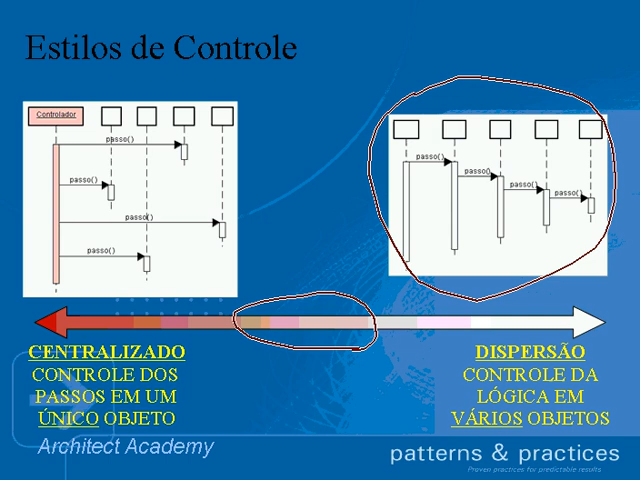 Estilos de Controle
Controlador
passo()
passo()
passo()
passo()
passo()
passo()
passo()
passo()
CENTRALIZADO
CONTROLE DOS
PASSOS EM UM
ÚNICO OBJETO
DISPERSÃO
CONTROLE DA
LÓGICA EM
VÁRIOS OBJETOS
Architect Academy
patterns & practices
Proven practices for predictable results